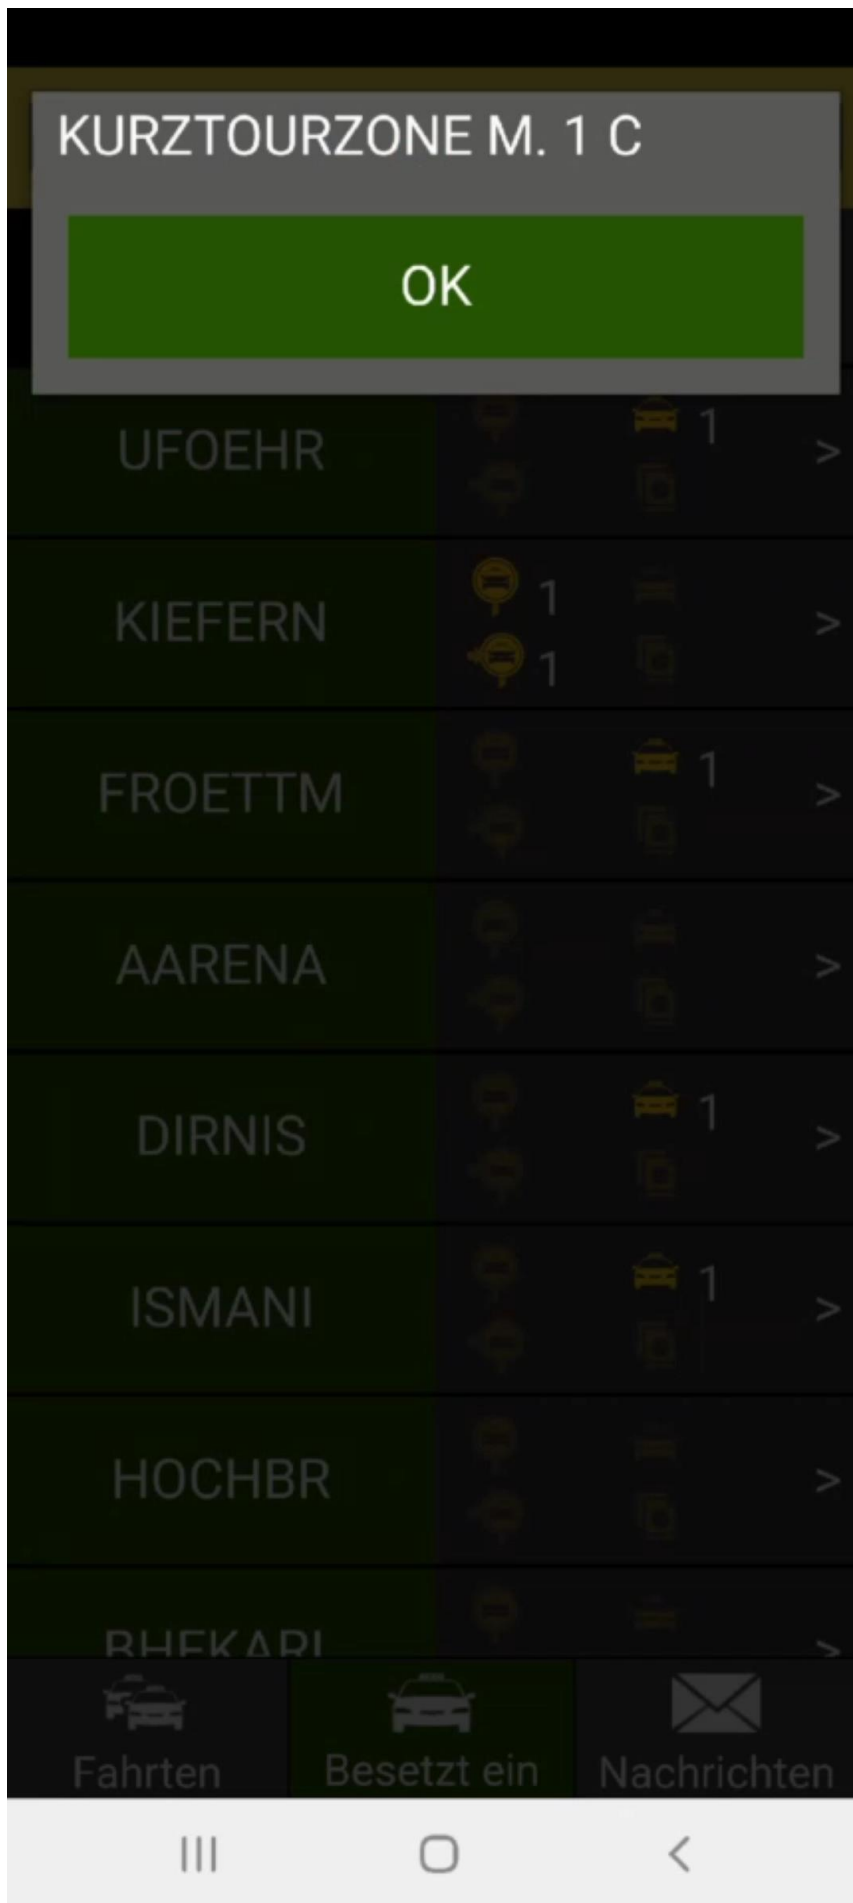 KURZTOURZONE M. 1 C
OK
UFOEHR 1 >
KIEFERN 1 >
1
FROETTM 1 >
AARENA >
DIRNIS 1 >
ISMANI 1 >
HOCHBR >
>
Fahrten Besetzt ein Nachrichten